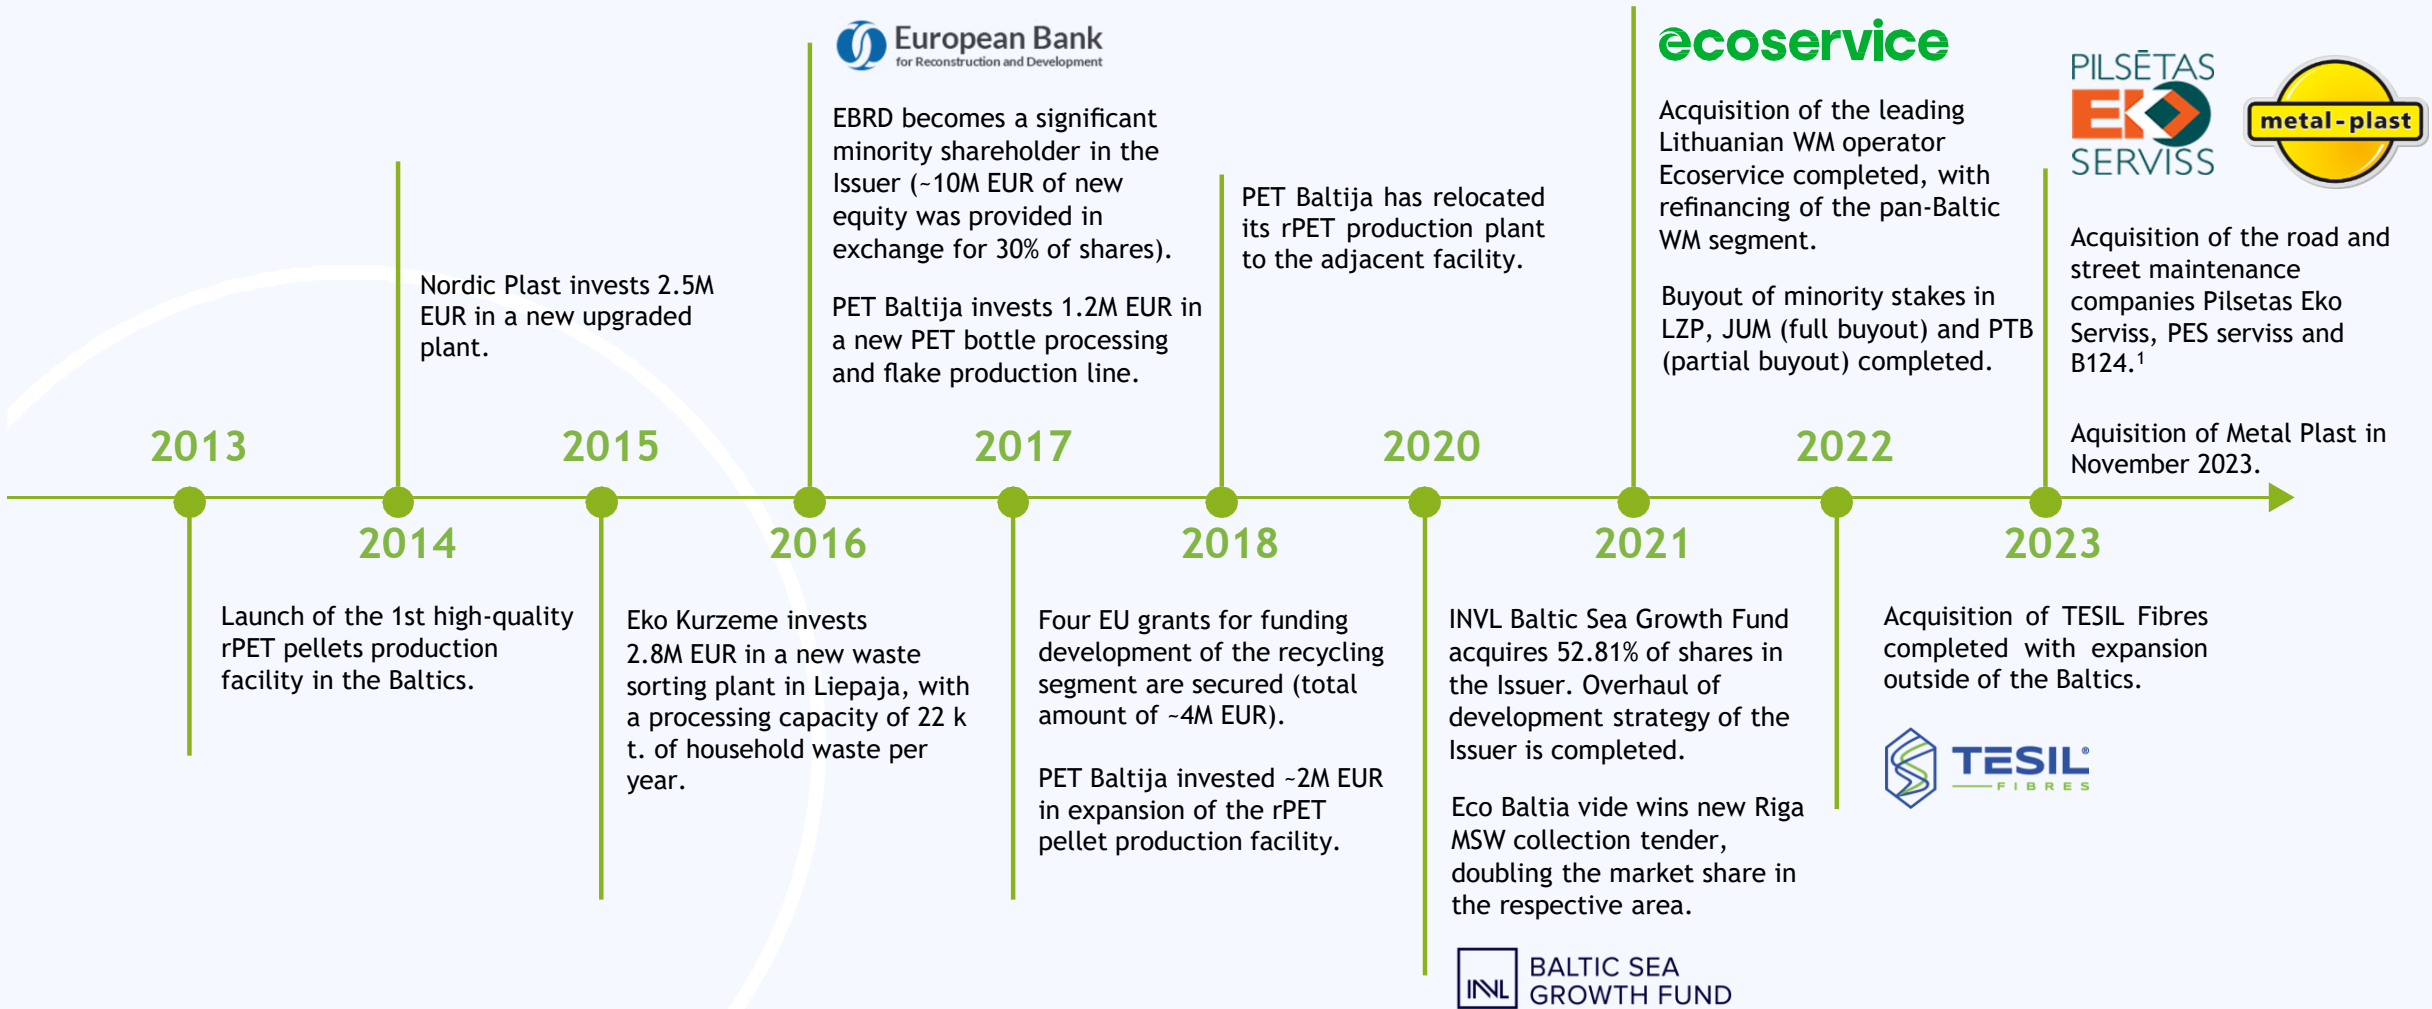 2013
Launch of the 1st high-quality
rPET pellets production
facility in the Baltics.
2014
Nordic Plast invests 2.5M
EUR in a new upgraded
plant.
2015
Eko Kurzeme invests
2.8M EUR in a new waste
sorting plant in Liepaja, with
a processing capacity of 22 k
t. of household waste per
year.
2016
European Bank
for Reconstruction and Development
EBRD becomes a significant
minority shareholder in the
Issuer (~10M EUR of new
equity was provided in
exchange for 30% of shares).
PET Baltija invests 1.2M EUR in
a new PET bottle processing
and flake production line.
2017
Four EU grants for funding
development of the recycling
segment are secured (total
amount of ~4M EUR).
PET Baltija invested ~2M EUR
in expansion of the rPET
pellet production facility.
2018
PET Baltija has relocated
its rPET production plant
to the adjacent facility.
2020
INVL Baltic Sea Growth Fund
acquires 52.81% of shares in
the Issuer. Overhaul of
development strategy of the
Issuer is completed.
Eco Baltia vide wins new Riga
MSW collection tender,
doubling the market share in
the respective area.
INVL
BALTIC SEA
GROWTH FUND
2021
ecoservice
Acquisition of the leading
Lithuanian WM operator
Ecoservice completed, with
refinancing of the pan-Baltic
WM segment.
Buyout of minority stakes in
LZP, JUM (full buyout) and PTB
(partial buyout) completed.
2022
Acquisition of TESIL Fibres
completed with expansion
outside of the Baltics.
TESIL®
FIBRES
2023
PILSĒTAS
EKO
SERVISS
metal-plast
Acquisition of the road and
street maintenance
companies Pilsetas Eko
Serviss, PES serviss and
B124.¹
Aquisition of Metal Plast in
November 2023.